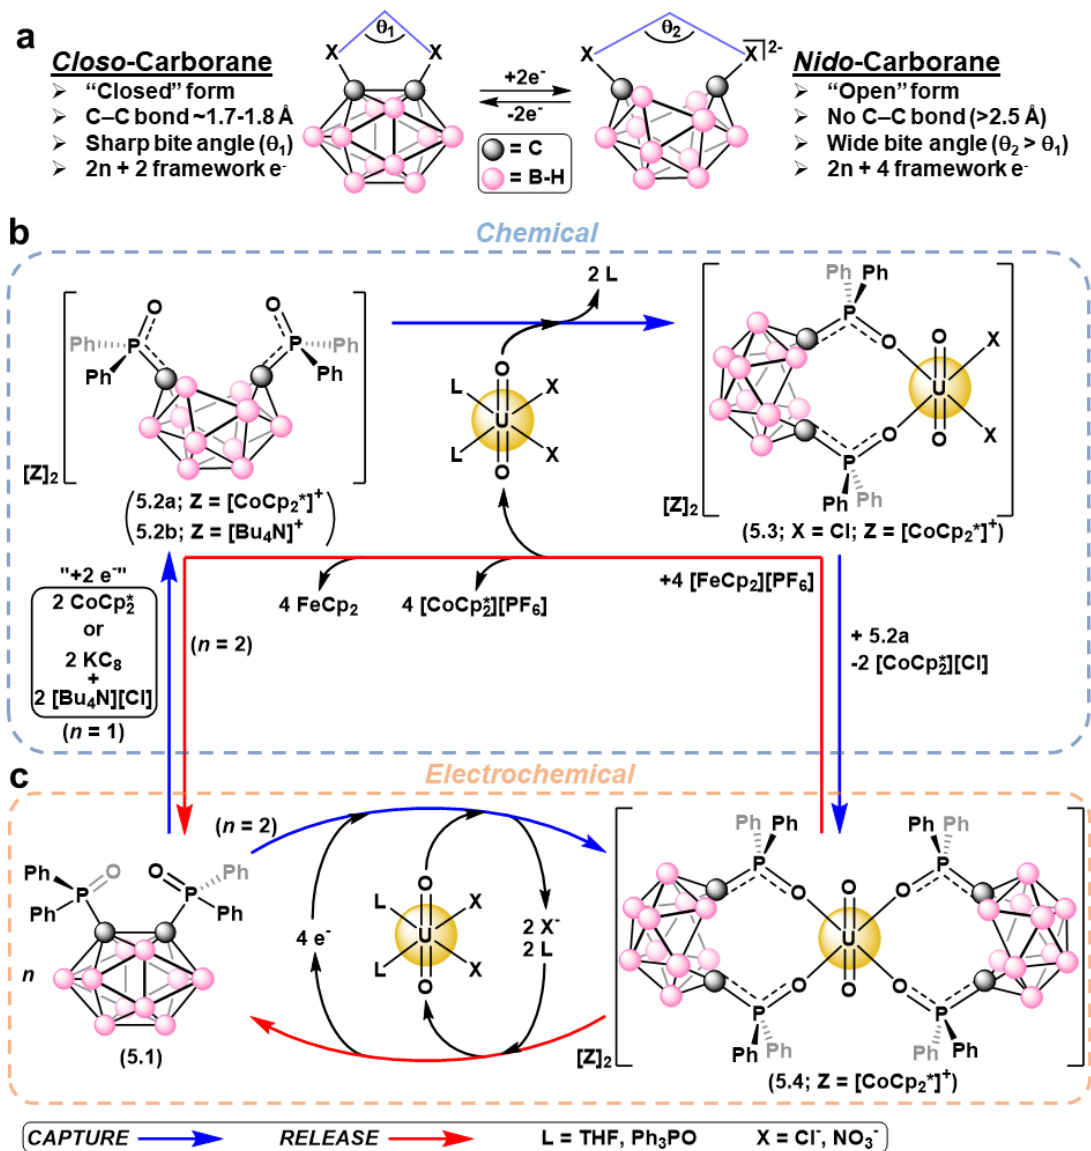 a
Closo-Carborane
➢ "Closed" form
➢ C–C bond ~1.7-1.8 Å
➢ Sharp bite angle (θ₁)
➢ 2n + 2 framework e⁻
θ₁
X X
+2e⁻
-2e⁻
= C
= B-H
θ₂
X X ²⁻
Nido-Carborane
➢ "Open" form
➢ No C–C bond (>2.5 Å)
➢ Wide bite angle (θ₂ > θ₁)
➢ 2n + 4 framework e⁻
b
Chemical
O O
Ph P P Ph
Ph Ph
[Z]₂
(5.2a; Z = [CoCp₂*]⁺)
(5.2b; Z = [Bu₄N]⁺)
2 L
O
L X
U
L X
O
Ph Ph
P O
O X
U
O X
P O
Ph Ph
[Z]₂
(5.3; X = Cl; Z = [CoCp₂*]⁺)
"+2 e⁻"
2 CoCp₂*
or
2 KC₈
+
2 [Bu₄N][Cl]
(n = 1)
(n = 2)
4 FeCp₂
4 [CoCp₂*][PF₆]
+4 [FeCp₂][PF₆]
+ 5.2a
-2 [CoCp₂*][Cl]
c
Electrochemical
(n = 2)
Ph O O Ph
P P
Ph Ph
n
(5.1)
4 e⁻
O
L X
U
L X
O
2 X⁻
2 L
Ph Ph Ph Ph
P P
O O O
U
O O O
P P
Ph Ph Ph Ph
[Z]₂
(5.4; Z = [CoCp₂*]⁺)
CAPTURE RELEASE L = THF, Ph₃PO X = Cl⁻, NO₃⁻